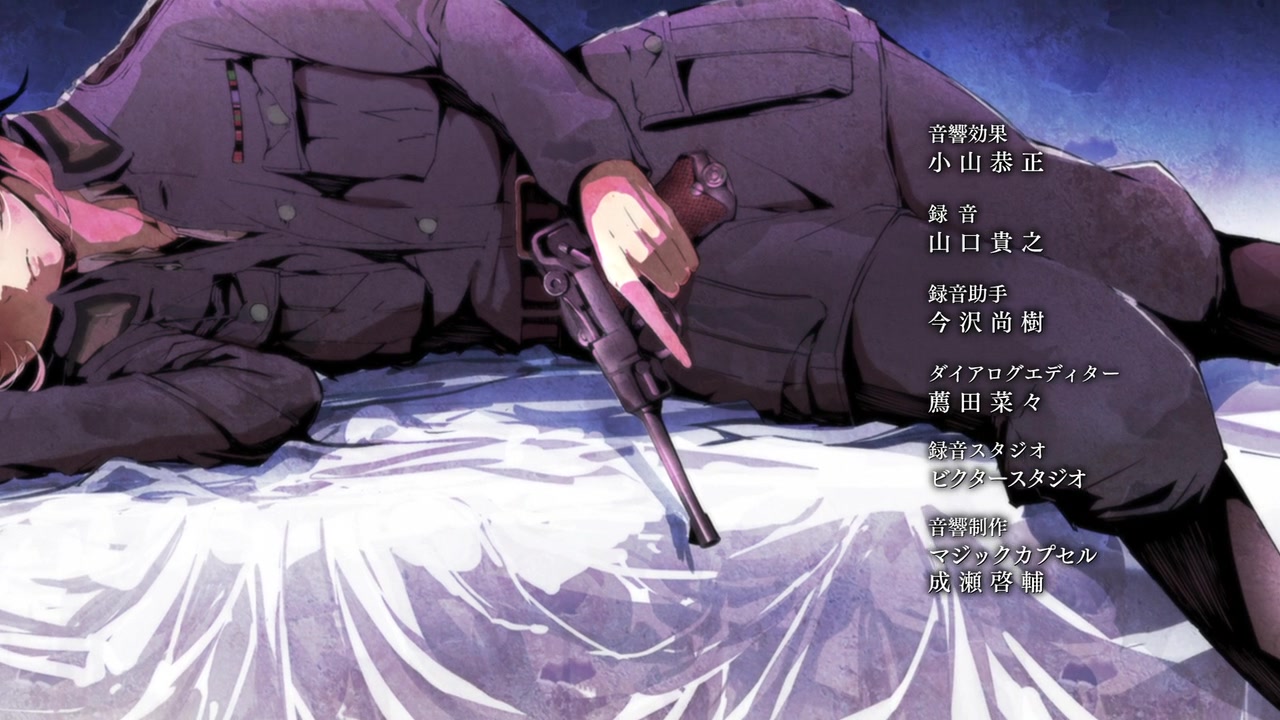 音響効果
小山恭正
録音
山口貴之
録音助手
今沢尚樹
ダイアログエディター
薦田菜々
録音スタジオ
ビクタースタジオ
音響制作
マジックカプセル
成瀬啓輔